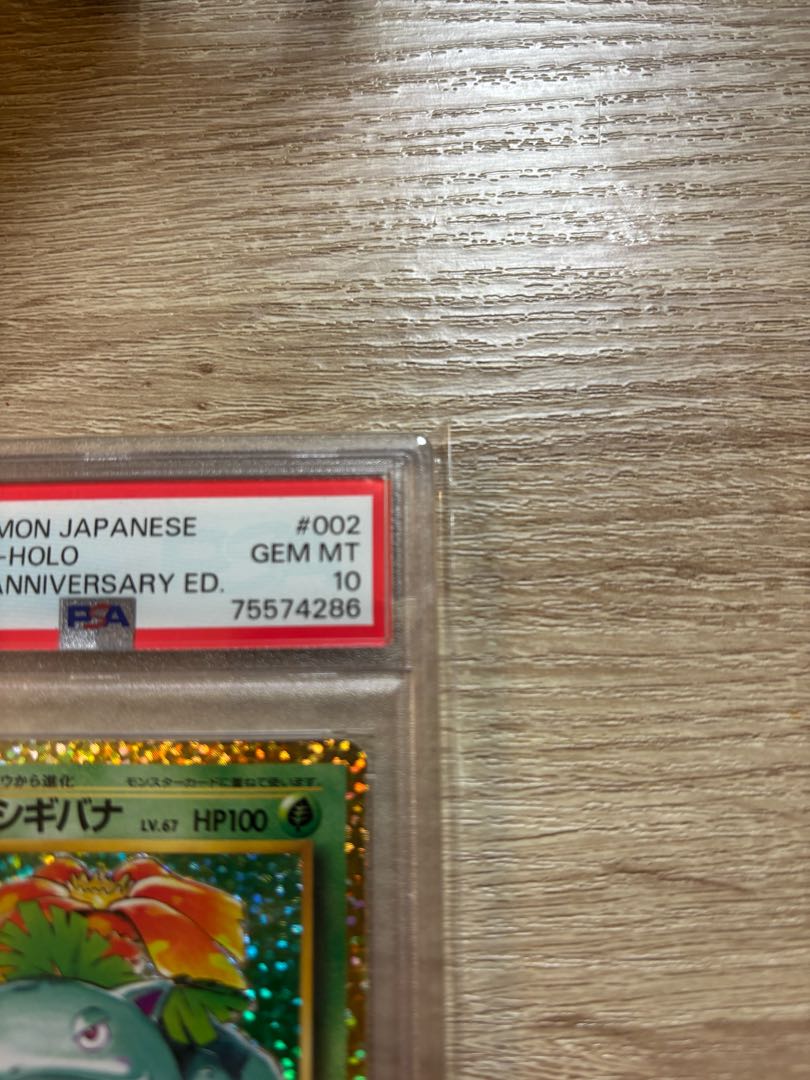 MON JAPANESE #002
-HOLO GEM MT
ANNIVERSARY ED. 10
PSA 75574286
ウから進化 モンスターカードに重ねて使います。
シギバナ LV.67 HP100